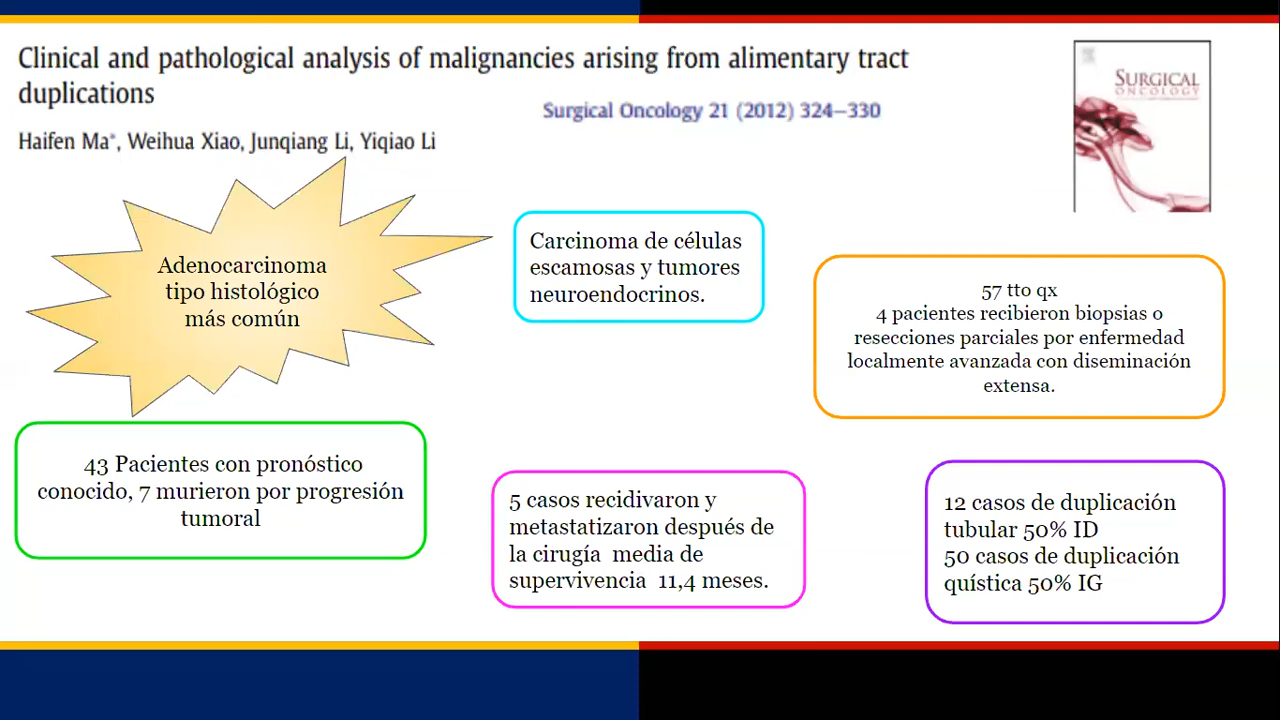 Clinical and pathological analysis of malignancies arising from alimentary tract
duplications
Surgical Oncology 21 (2012) 324–330
Haifen Ma*, Weihua Xiao, Junqiang Li, Yiqiao Li
SURGICAL
ONCOLOGY
Adenocarcinoma
tipo histológico
más común
Carcinoma de células
escamosas y tumores
neuroendocrinos.
57 tto qx
4 pacientes recibieron biopsias o
resecciones parciales por enfermedad
localmente avanzada con diseminación
extensa.
43 Pacientes con pronóstico
conocido, 7 murieron por progresión
tumoral
5 casos recidivaron y
metastatizaron después de
la cirugía media de
supervivencia 11,4 meses.
12 casos de duplicación
tubular 50% ID
50 casos de duplicación
quística 50% IG